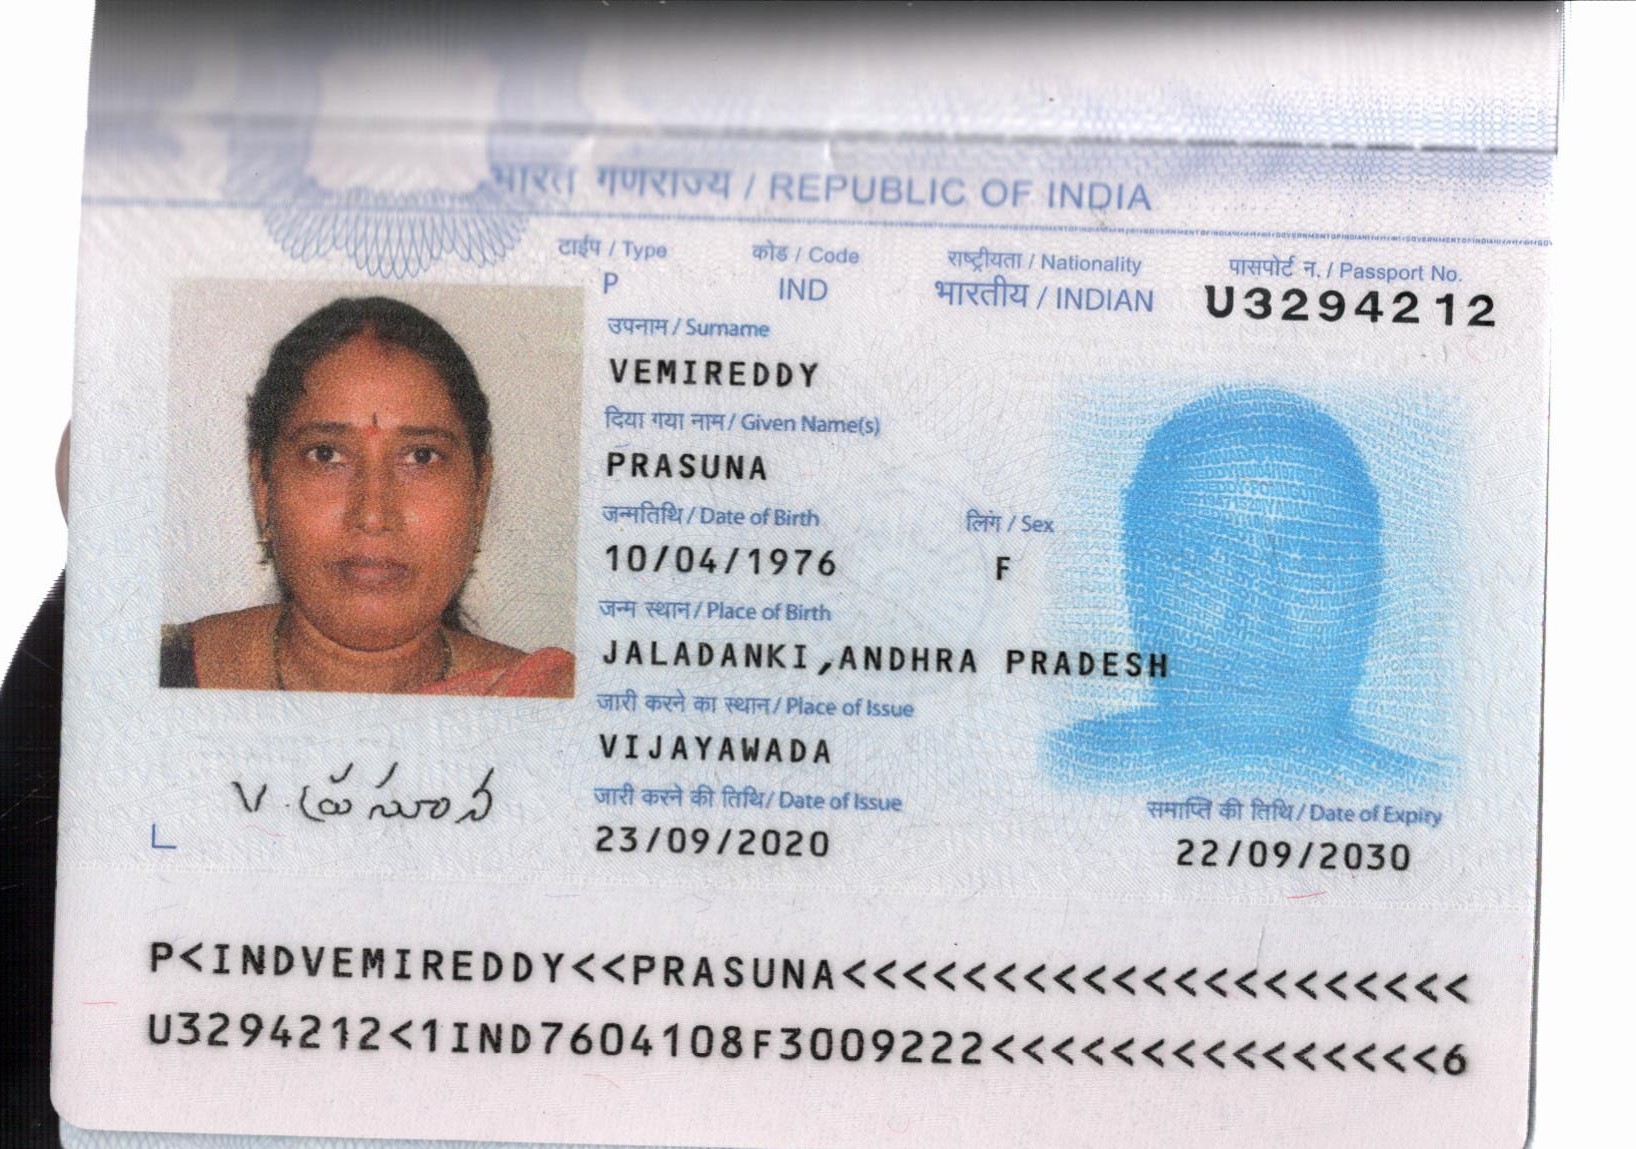 भारत गणराज्य / REPUBLIC OF INDIA
टाईप / Type कोड / Code राष्ट्रीयता / Nationality पासपोर्ट न. / Passport No.
P IND भारतीय / INDIAN U3294212
उपनाम / Surname
VEMIREDDY
दिया गया नाम / Given Name(s)
PRASUNA
जन्मतिथि / Date of Birth लिंग / Sex
10/04/1976 F
जन्म स्थान / Place of Birth
JALADANKI,ANDHRA PRADESH
जारी करने का स्थान / Place of Issue
VIJAYAWADA
जारी करने की तिथि / Date of Issue समाप्ति की तिथि / Date of Expiry
23/09/2020 22/09/2030
V. ప్రసూన
P<INDVEMIREDDY<<PRASUNA<<<<<<<<<<<<<<<<<<<<<
U3294212<1IND7604108F3009222<<<<<<<<<<<<<<<6